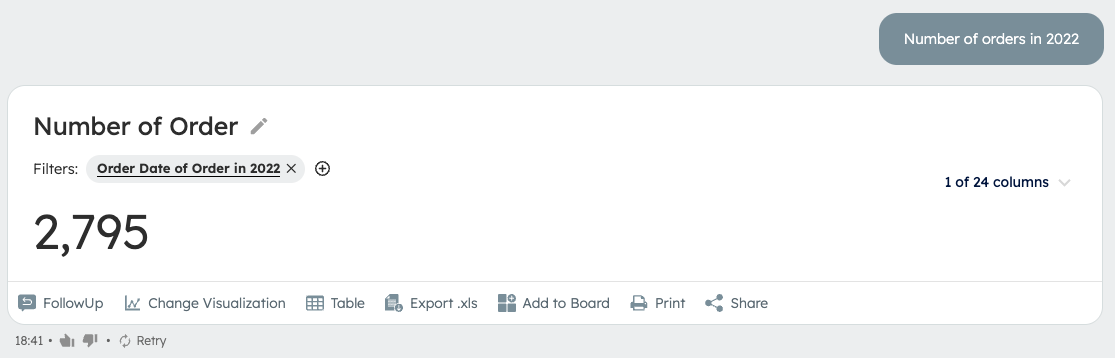 Number of orders in 2022
Number of Order
Filters: Order Date of Order in 2022
1 of 24 columns
2,795
FollowUp Change Visualization Table Export .xls Add to Board Print Share
18:41 • • Retry